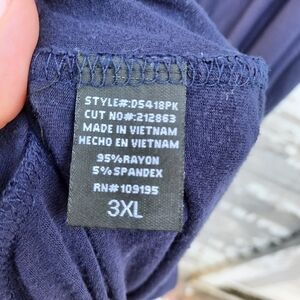 STYLE#:D5418PK
CUT NO#:212863
MADE IN VIETNAM
HECHO EN VIETNAM
95%RAYON
5%SPANDEX
RN#109195
3XL